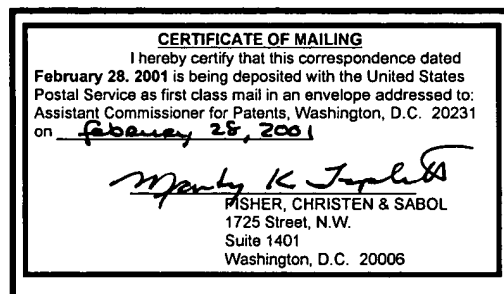 CERTIFICATE OF MAILING
I hereby certify that this correspondence dated
February 28. 2001 is being deposited with the United States
Postal Service as first class mail in an envelope addressed to:
Assistant Commissioner for Patents, Washington, D.C. 20231
on february 28, 2001
FISHER, CHRISTEN & SABOL
1725 Street, N.W.
Suite 1401
Washington, D.C. 20006